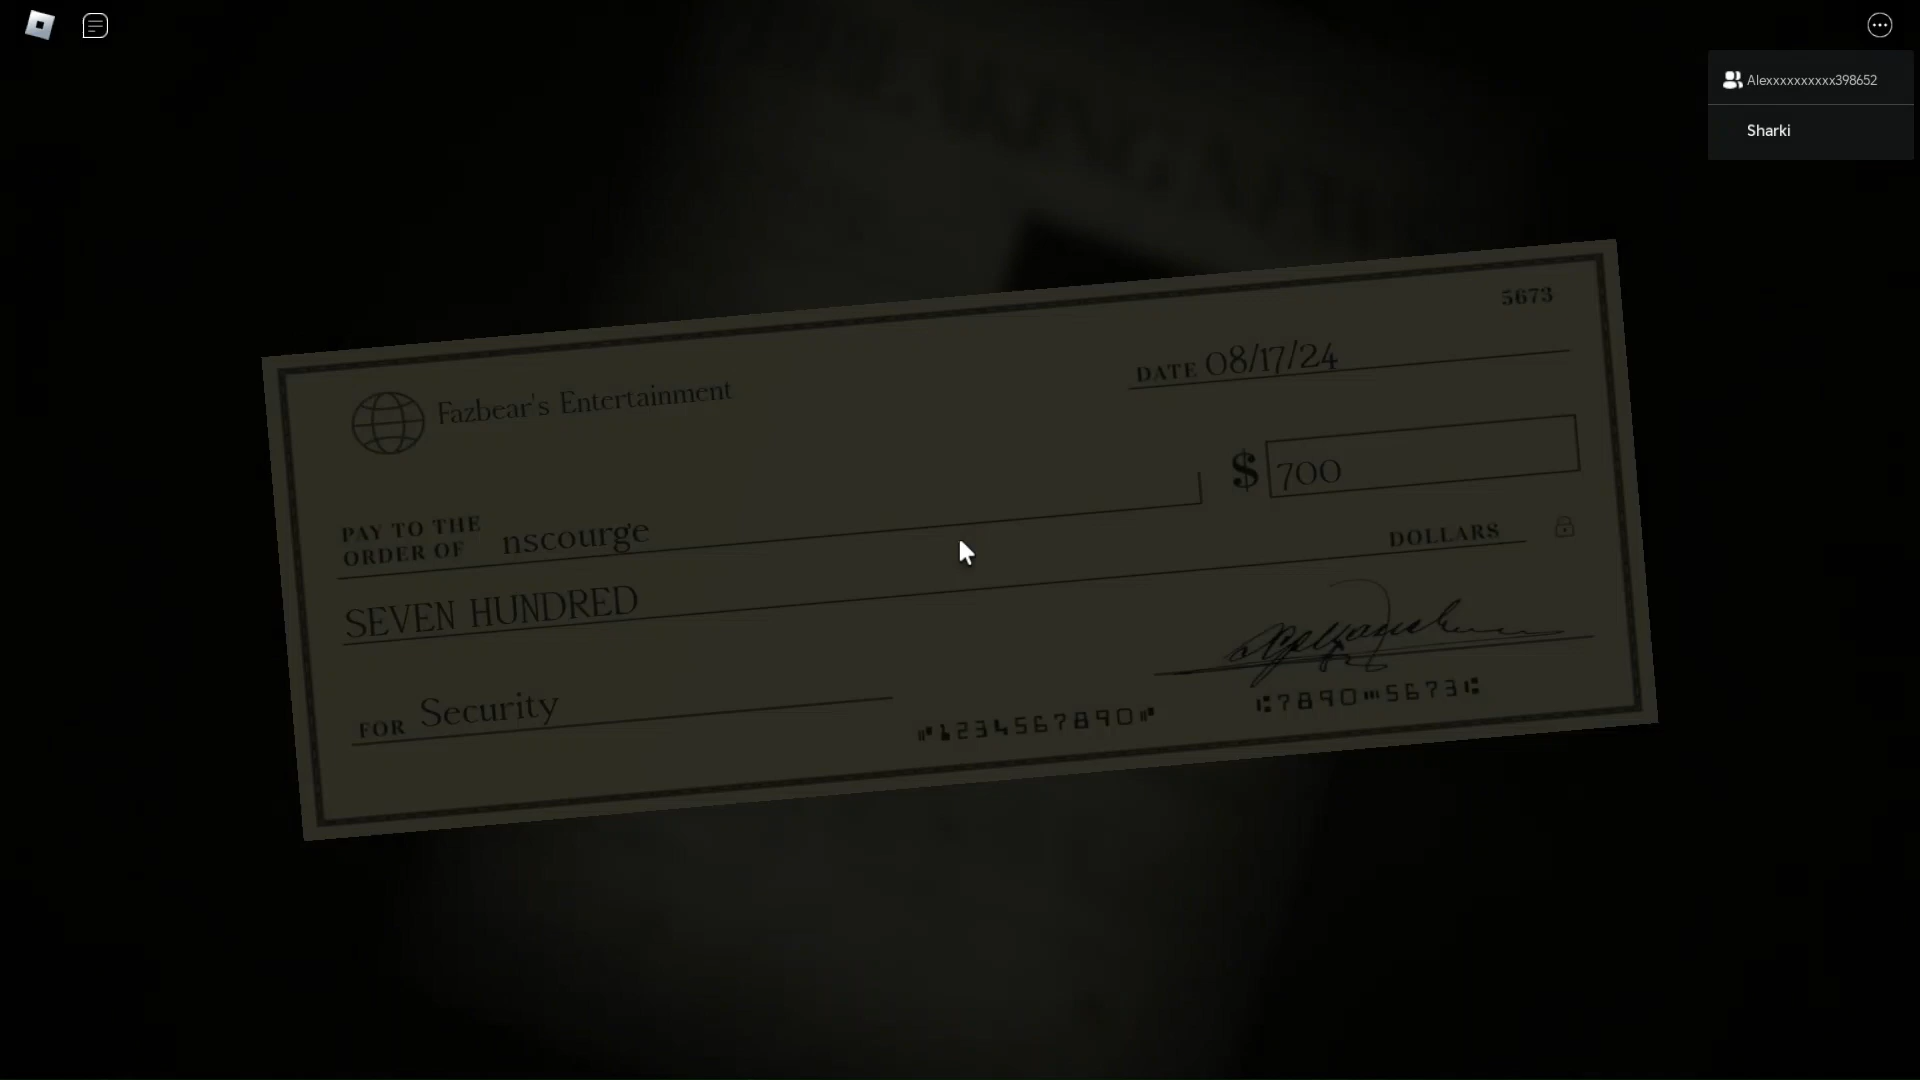 Alexxxxxxxxxx398652
Sharki
5673
Fazbear's Entertainment
DATE 08/17/24
$ 700
PAY TO THE
ORDER OF nscourge
DOLLARS
SEVEN HUNDRED
FOR Security
1234567890
7890 5673